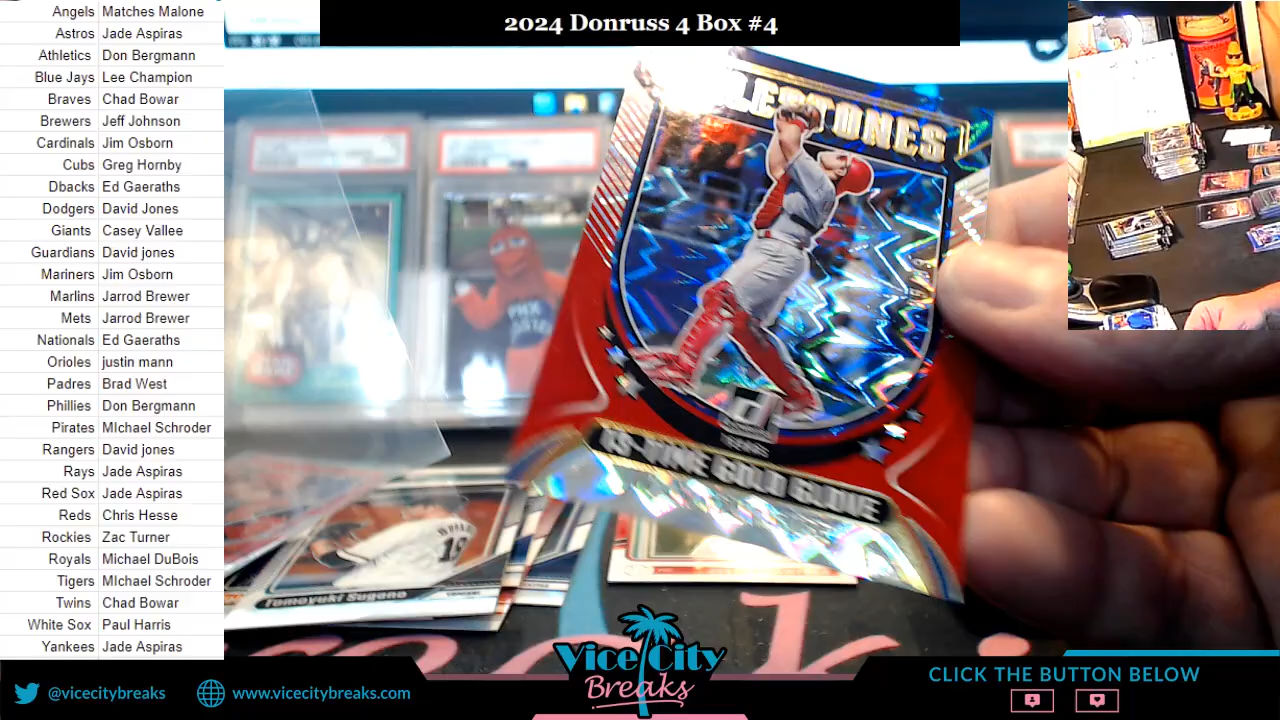 2024 Donruss 4 Box #4
Angels Matches Malone
Astros Jade Aspiras
Athletics Don Bergmann
Blue Jays Lee Champion
Braves Chad Bowar
Brewers Jeff Johnson
Cardinals Jim Osborn
Cubs Greg Hornby
Dbacks Ed Gaeraths
Dodgers David Jones
Giants Casey Vallee
Guardians David jones
Mariners Jim Osborn
Marlins Jarrod Brewer
Mets Jarrod Brewer
Nationals Ed Gaeraths
Orioles justin mann
Padres Brad West
Phillies Don Bergmann
Pirates MIchael Schroder
Rangers David jones
Rays Jade Aspiras
Red Sox Jade Aspiras
Reds Chris Hesse
Rockies Zac Turner
Royals Michael DuBois
Tigers MIchael Schroder
Twins Chad Bowar
White Sox Paul Harris
Yankees Jade Aspiras
GOLD GLOVE
Tomoyuki Sugano
Vice City
Breaks
@vicecitybreaks
www.vicecitybreaks.com
CLICK THE BUTTON BELOW